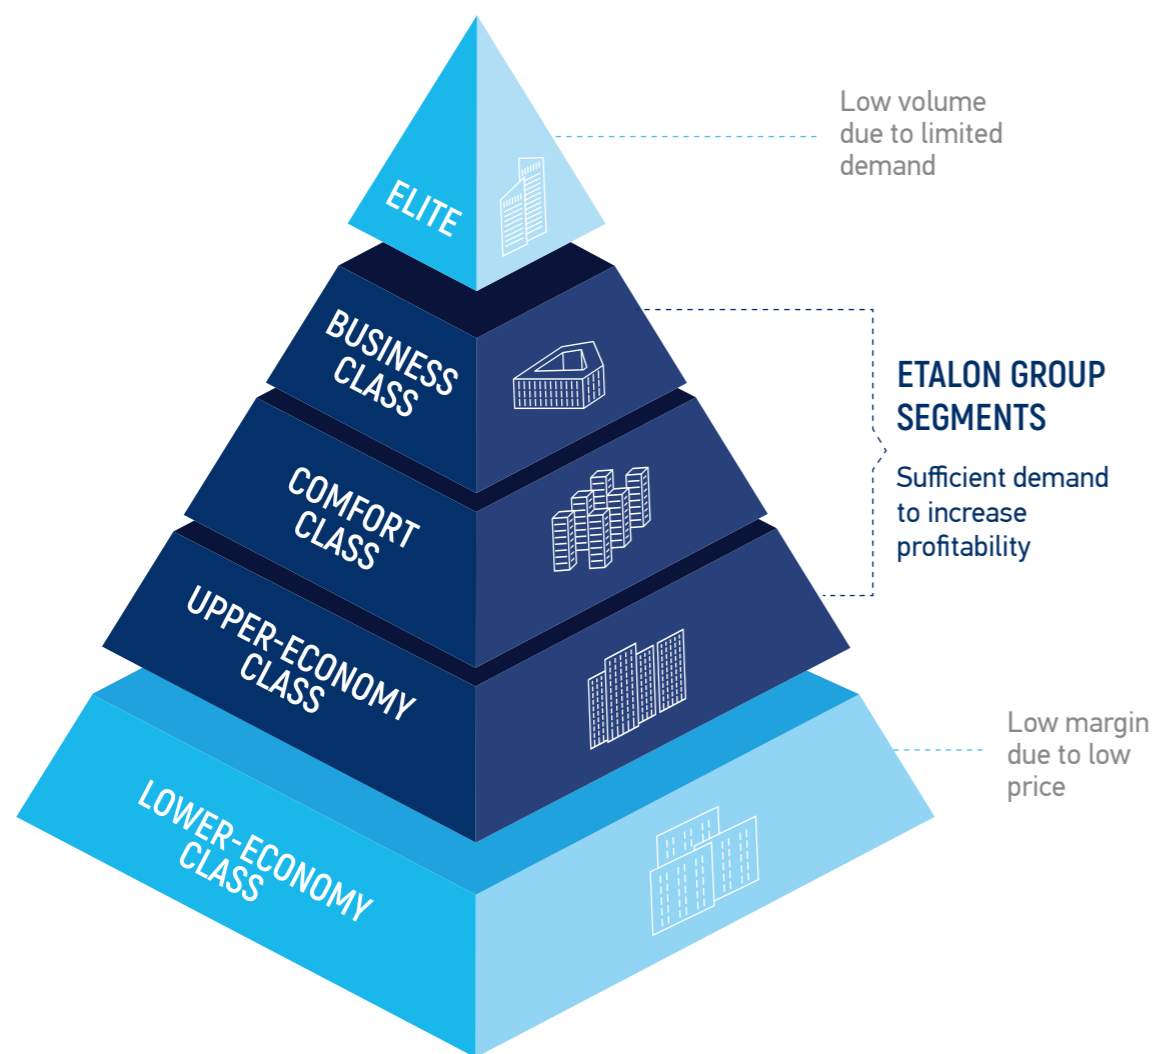 Low volume
due to limited
demand
ELITE
BUSINESS
CLASS
ETALON GROUP
SEGMENTS
Sufficient demand
to increase
profitability
COMFORT
CLASS
UPPER-ECONOMY
CLASS
Low margin
due to low
price
LOWER-ECONOMY
CLASS